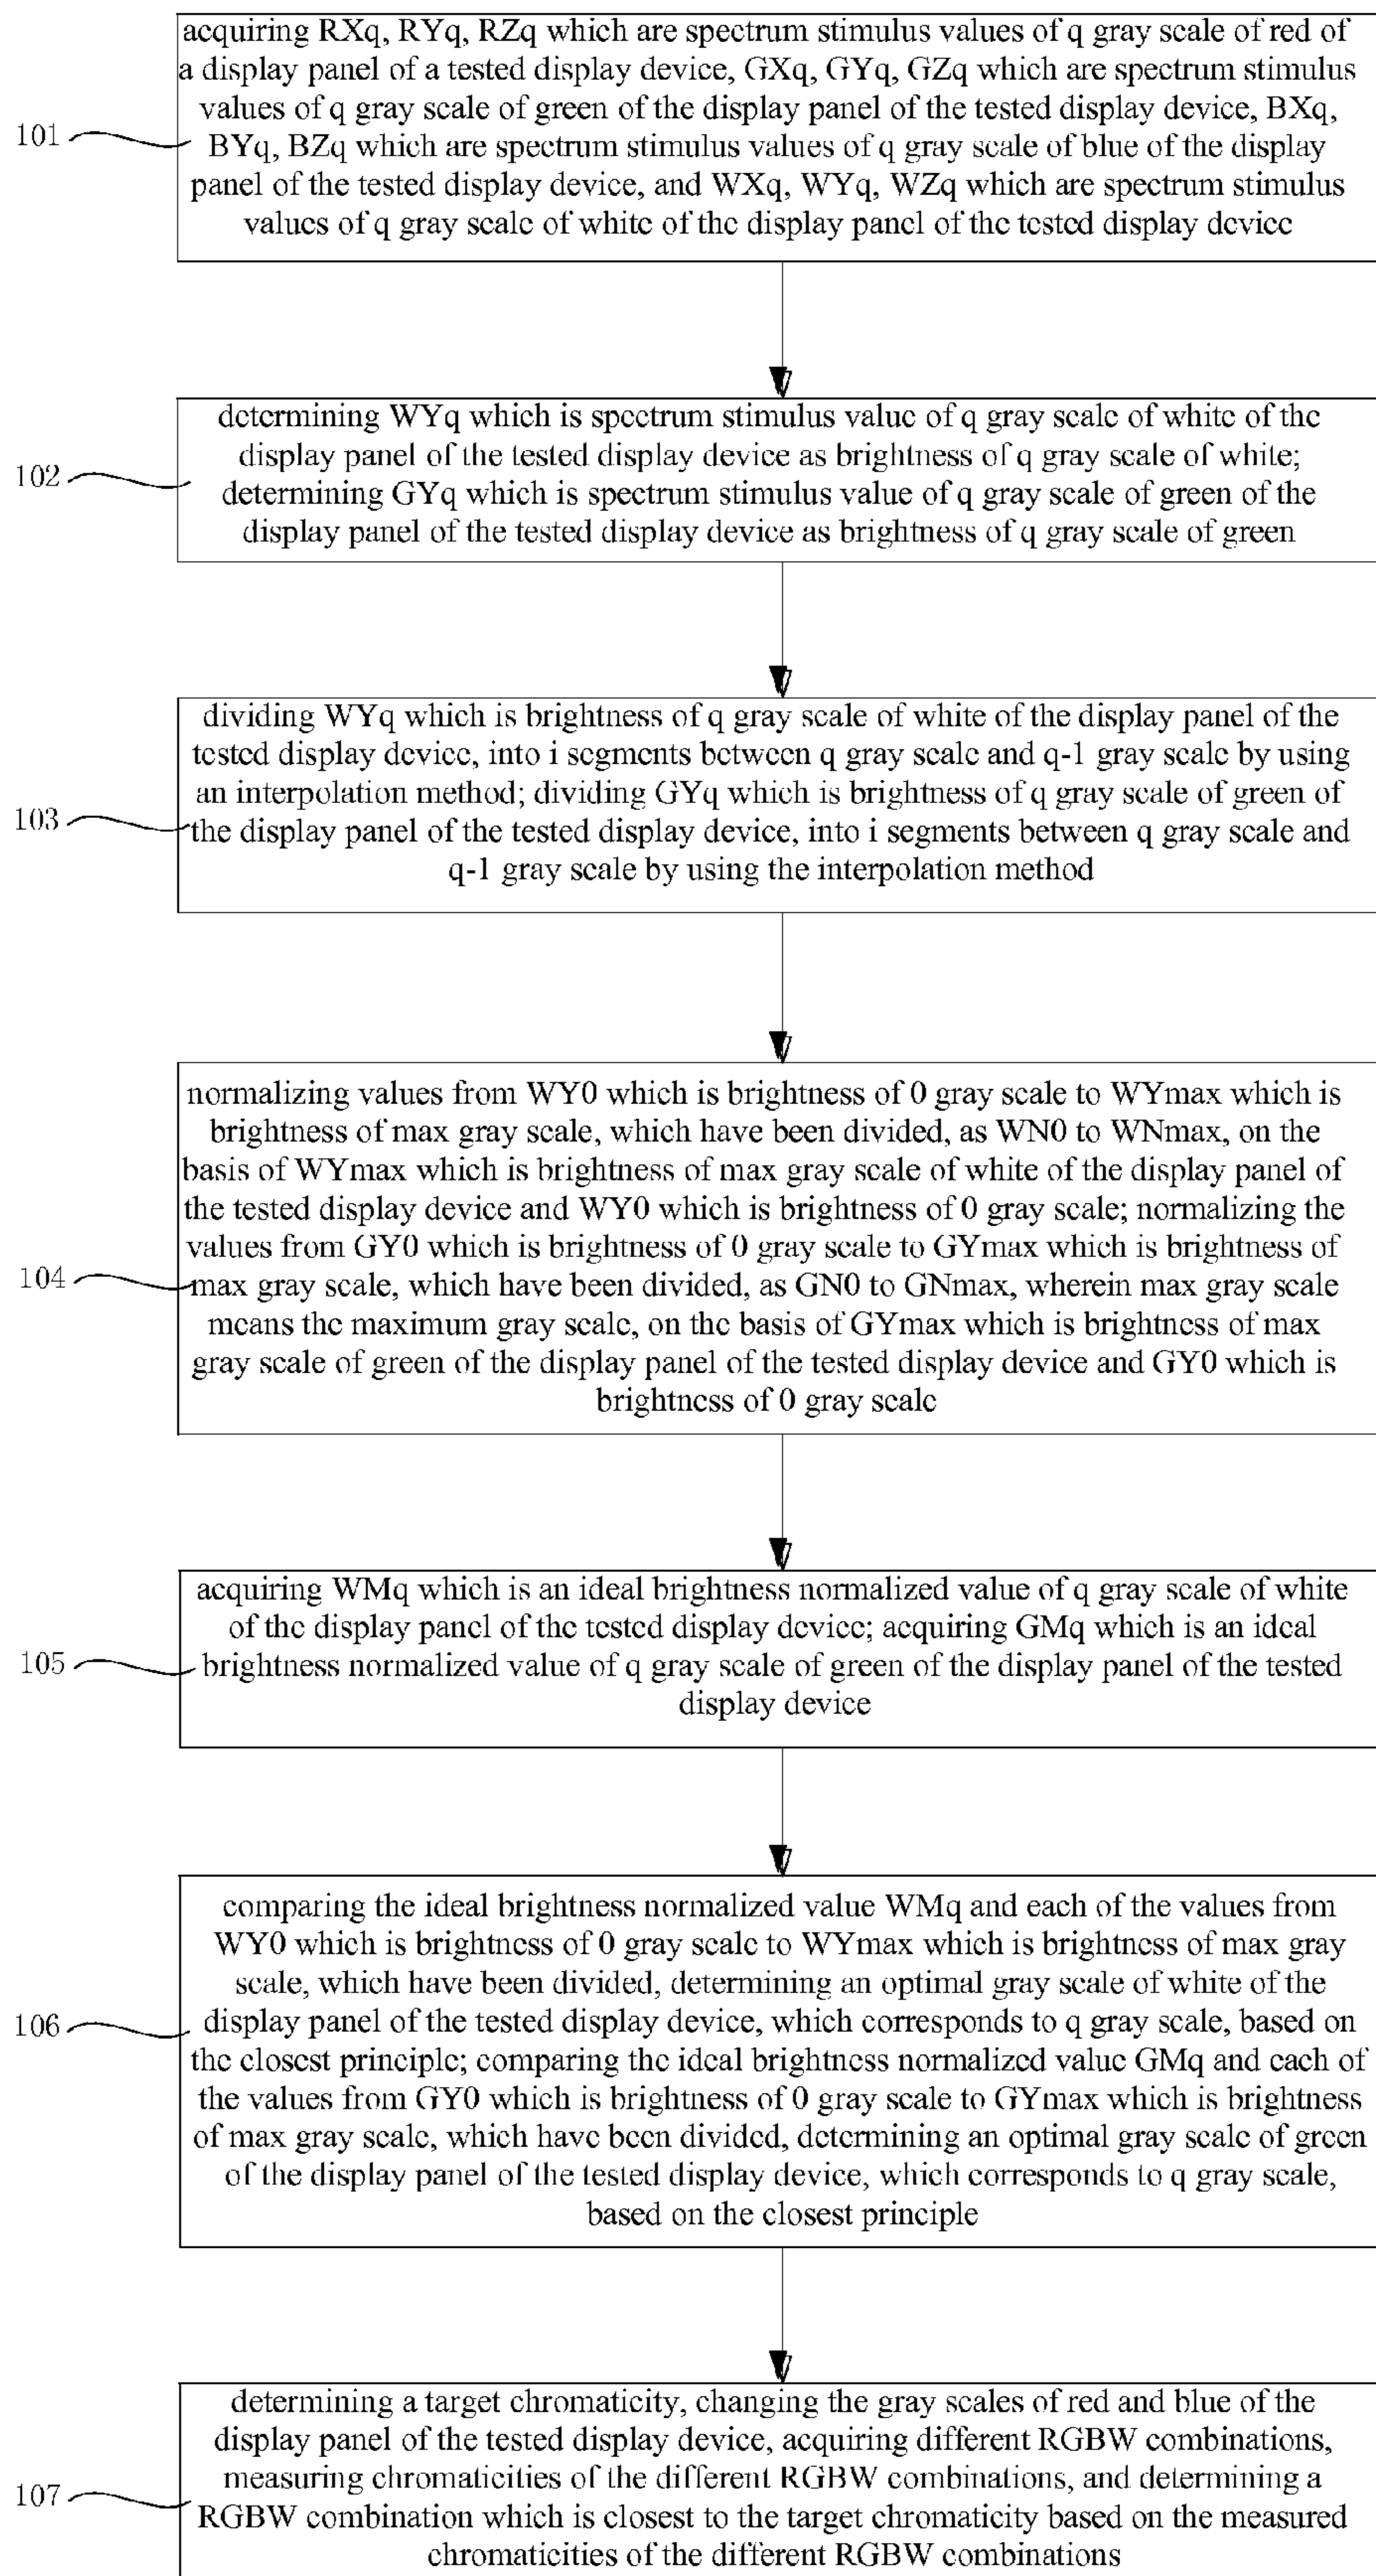 acquiring RXq, RYq, RZq which are spectrum stimulus values of q gray scale of red of
a display panel of a tested display device, GXq, GYq, GZq which are spectrum stimulus
values of q gray scale of green of the display panel of the tested display device, BXq,
101
BYq, BZq which are spectrum stimulus values of q gray scale of blue of the display
panel of the tested display device, and WXq, WYq, WZq which are spectrum stimulus
values of q gray scale of white of the display panel of the tested display device
determining WYq which is spectrum stimulus value of q gray scale of white of the
display panel of the tested display device as brightness of q gray scale of white;
102
determining GYq which is spectrum stimulus value of q gray scale of green of the
display panel of the tested display device as brightness of q gray scale of green
dividing WYq which is brightness of q gray scale of white of the display panel of the
tested display device, into i segments between q gray scale and q-1 gray scale by using
an interpolation method; dividing GYq which is brightness of q gray scale of green of
103
the display panel of the tested display device, into i segments between q gray scale and
q-1 gray scale by using the interpolation method
normalizing values from WY0 which is brightness of 0 gray scale to WYmax which is
brightness of max gray scale, which have been divided, as WN0 to WNmax, on the
basis of WYmax which is brightness of max gray scale of white of the display panel of
the tested display device and WY0 which is brightness of 0 gray scale; normalizing the
values from GY0 which is brightness of 0 gray scale to GYmax which is brightness of
104
max gray scale, which have been divided, as GN0 to GNmax, wherein max gray scale
means the maximum gray scale, on the basis of GYmax which is brightness of max
gray scale of green of the display panel of the tested display device and GY0 which is
brightness of 0 gray scale
acquiring WMq which is an ideal brightness normalized value of q gray scale of white
of the display panel of the tested display device; acquiring GMq which is an ideal
105
brightness normalized value of q gray scale of green of the display panel of the tested
display device
comparing the ideal brightness normalized value WMq and each of the values from
WY0 which is brightness of 0 gray scale to WYmax which is brightness of max gray
scale, which have been divided, determining an optimal gray scale of white of the
106
display panel of the tested display device, which corresponds to q gray scale, based on
the closest principle; comparing the ideal brightness normalized value GMq and each of
the values from GY0 which is brightness of 0 gray scale to GYmax which is brightness
of max gray scale, which have been divided, determining an optimal gray scale of green
of the display panel of the tested display device, which corresponds to q gray scale,
based on the closest principle
determining a target chromaticity, changing the gray scales of red and blue of the
display panel of the tested display device, acquiring different RGBW combinations,
measuring chromaticities of the different RGBW combinations, and determining a
107
RGBW combination which is closest to the target chromaticity based on the measured
chromaticities of the different RGBW combinations